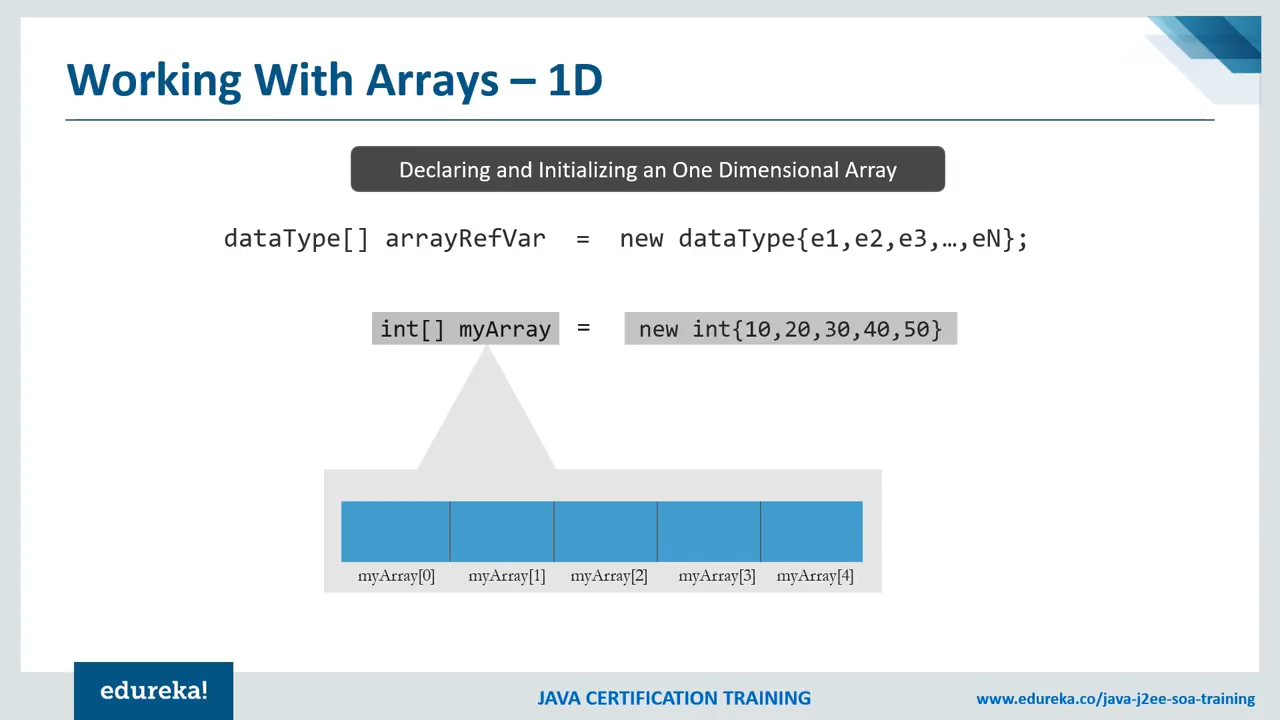 Working With Arrays – 1D
Declaring and Initializing an One Dimensional Array
dataType[] arrayRefVar = new dataType{e1,e2,e3,…,eN};
int[] myArray = new int{10,20,30,40,50}
myArray[0] myArray[1] myArray[2] myArray[3] myArray[4]
edureka!
JAVA CERTIFICATION TRAINING
www.edureka.co/java-j2ee-soa-training